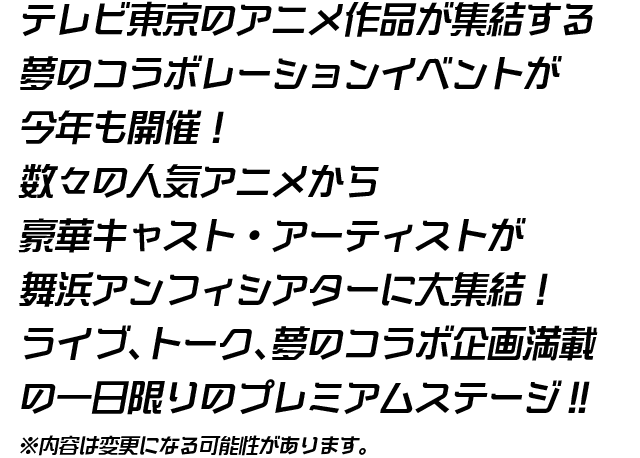 テレビ東京のアニメ作品が集結する
夢のコラボレーションイベントが
今年も開催！
数々の人気アニメから
豪華キャスト・アーティストが
舞浜アンフィシアターに大集結！
ライブ、トーク、夢のコラボ企画満載
の一日限りのプレミアムステージ!!
※内容は変更になる可能性があります。